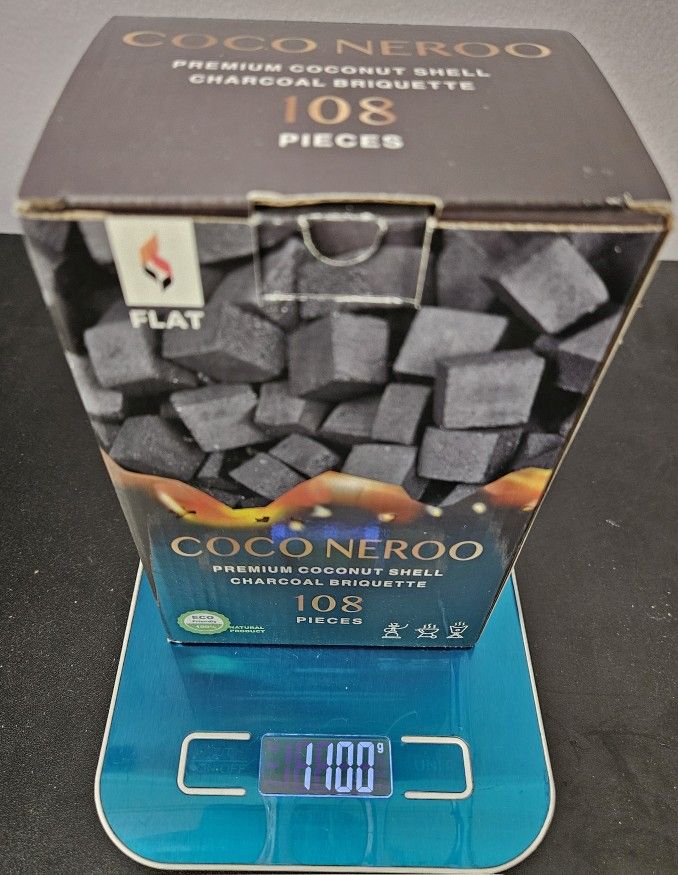 COCO NEROO
PREMIUM COCONUT SHELL
CHARCOAL BRIQUETTE
108
PIECES
FLAT
COCO NEROO
PREMIUM COCONUT SHELL
CHARCOAL BRIQUETTE
108
PIECES
ECO
Friendly
NATURAL
PRODUCT
1100g